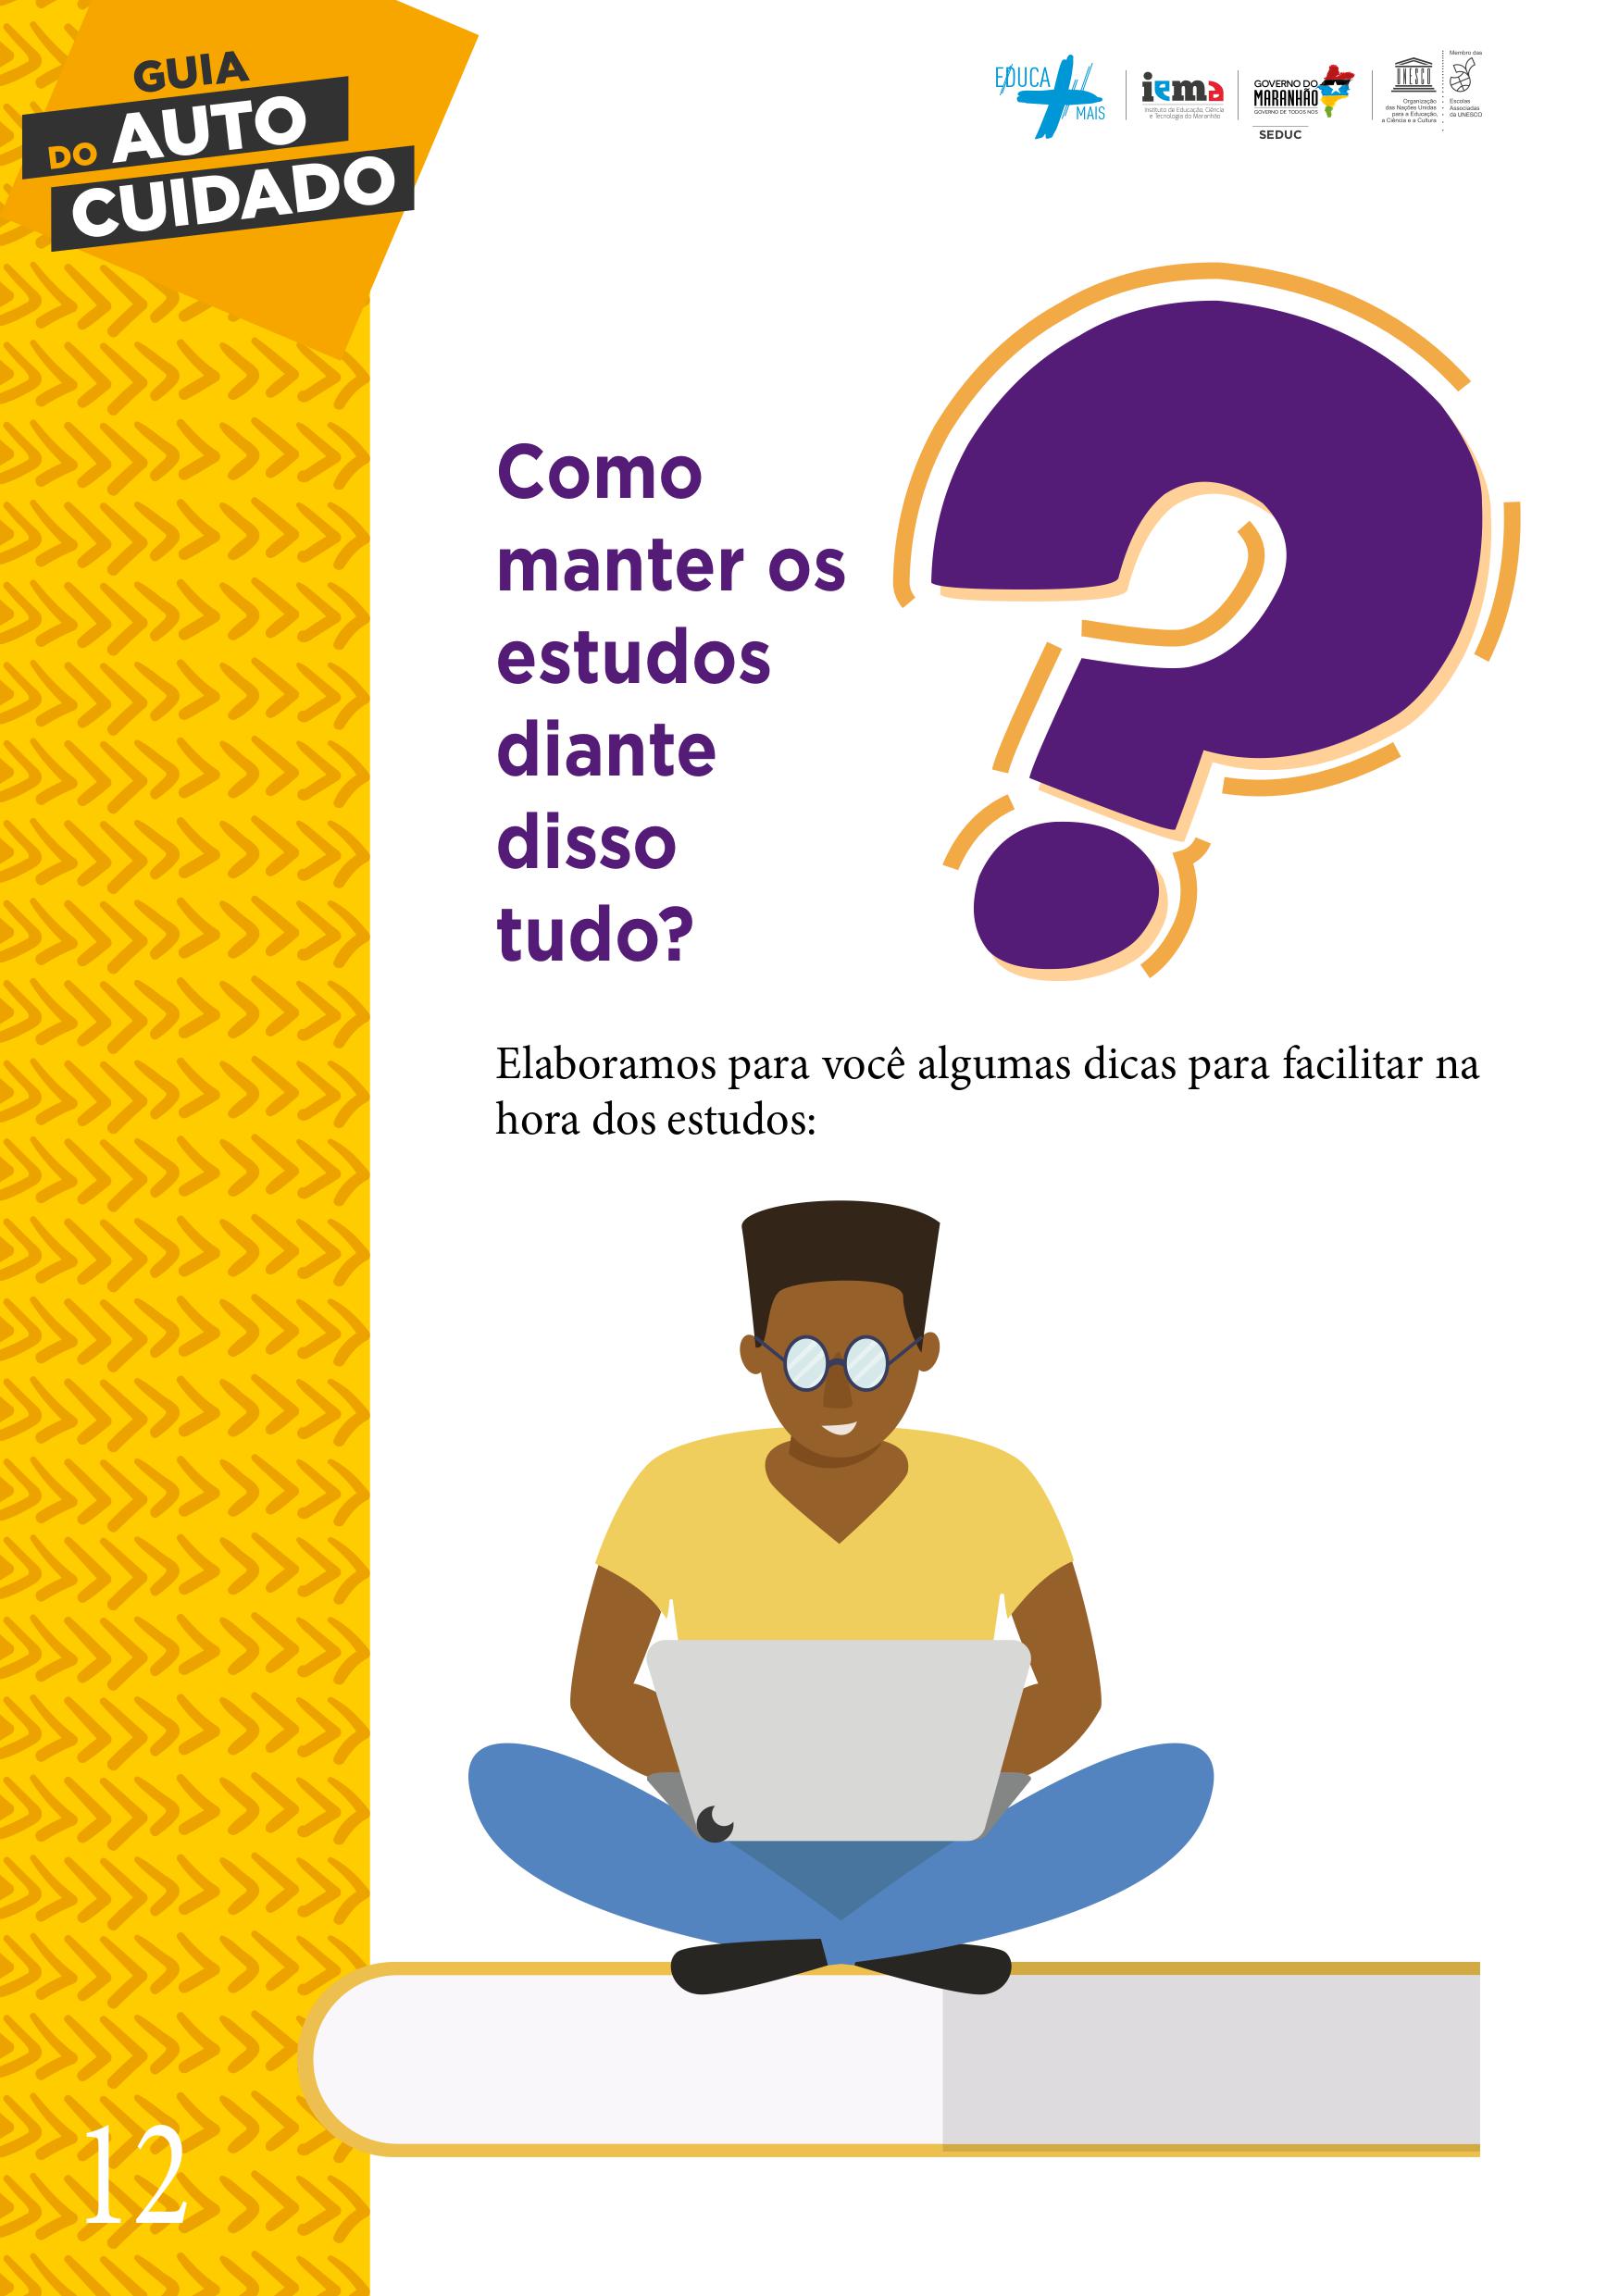 GUIA
DO AUTO
CUIDADO
EDUCA
MAIS
iema
Instituto de Educação, Ciência
e Tecnologia do Maranhão
GOVERNO DO
MARANHÃO
GOVERNO DE TODOS NÓS
SEDUC
UNESCO
Organização
das Nações Unidas
para a Educação,
a Ciência e a Cultura
Membro das
Escolas
Associadas
da UNESCO
Como
manter os
estudos
diante
disso
tudo?
Elaboramos para você algumas dicas para facilitar na
hora dos estudos:
12